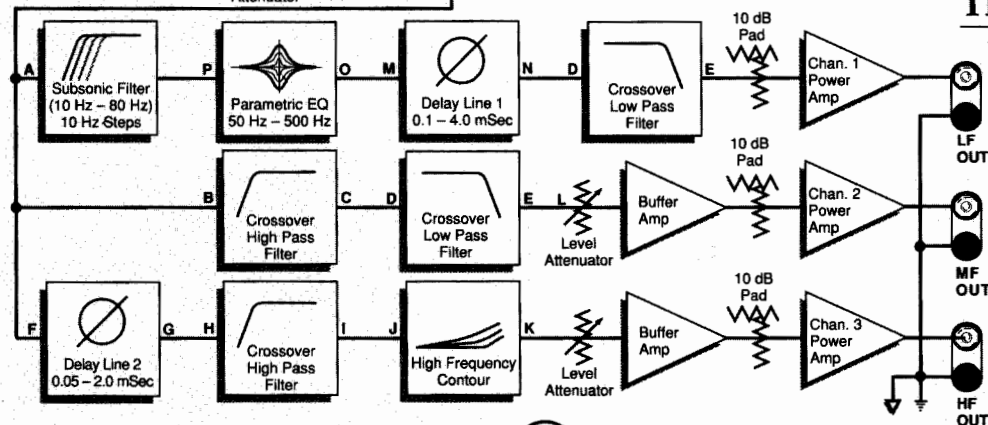 Attenuator
A
Subsonic Filter
(10 Hz – 80 Hz)
10 Hz Steps
P
Parametric EQ
50 Hz – 500 Hz
O
M
Delay Line 1
0.1 – 4.0 mSec
N
D
Crossover
Low Pass
Filter
E
10 dB
Pad
Chan. 1
Power
Amp
LF
OUT
B
Crossover
High Pass
Filter
C
D
Crossover
Low Pass
Filter
E
L
Level
Attenuator
Buffer
Amp
10 dB
Pad
Chan. 2
Power
Amp
MF
OUT
F
Delay Line 2
0.05 – 2.0 mSec
G
H
Crossover
High Pass
Filter
I
J
High Frequency
Contour
K
Level
Attenuator
Buffer
Amp
10 dB
Pad
Chan. 3
Power
Amp
HF
OUT